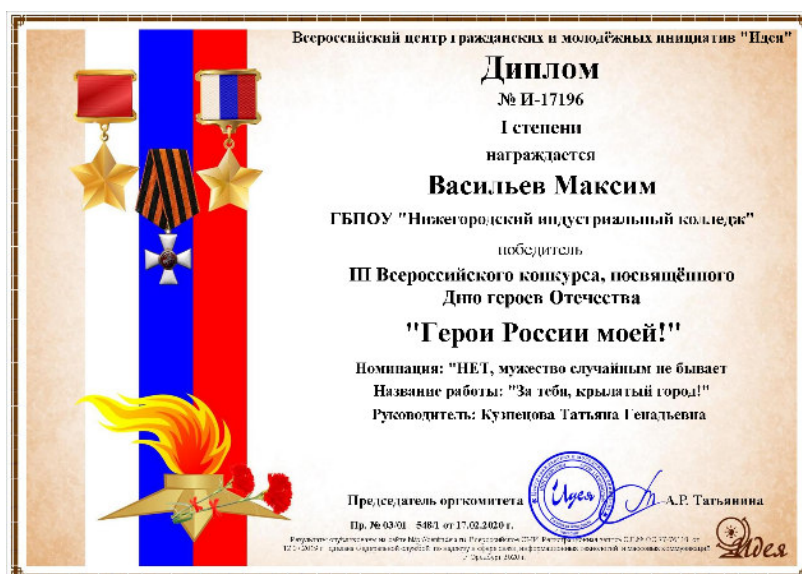 Всероссийский центр гражданских и молодёжных инициатив "Идея"
Диплом
№ И-17196
I степени
награждается
Васильев Максим
ГБПОУ "Нижегородский индустриальный колледж"
победитель
III Всероссийского конкурса, посвящённого
Дню героев Отечества
"Герои России моей!"
Номинация: "НЕТ, мужество случайным не бывает
Название работы: "За тебя, крылатый город!"
Руководитель: Кузнецова Татьяна Генадьевна
Идея
Председатель оргкомитета А.Р. Татьянина
Пр. № 03/01 548/1 от 17.02.2020 г.
Идея